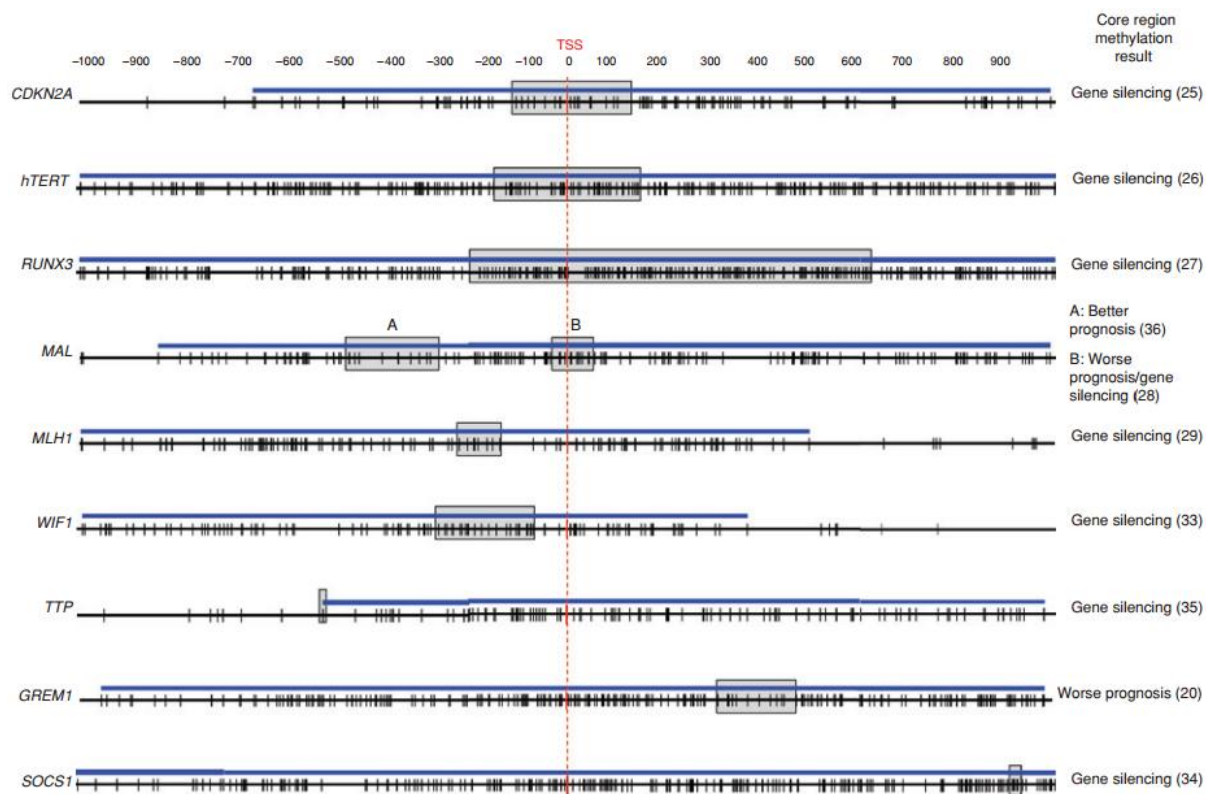 Core region
methylation
result
TSS
−1000 −900 −800 −700 −600 −500 −400 −300 −200 −100 0 100 200 300 400 500 600 700 800 900
CDKN2A Gene silencing (25)
hTERT Gene silencing (26)
RUNX3 Gene silencing (27)
A B
MAL
A: Better
prognosis (36)
B: Worse
prognosis/gene
silencing (28)
MLH1 Gene silencing (29)
WIF1 Gene silencing (33)
TTP Gene silencing (35)
GREM1 Worse prognosis (20)
SOCS1 Gene silencing (34)